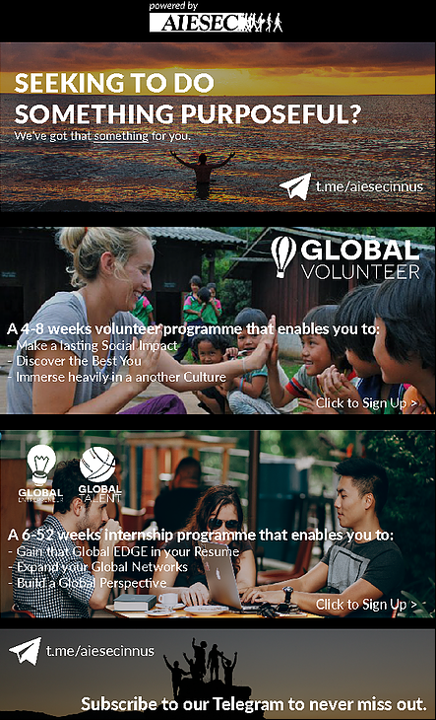 powered by
AIESEC
SEEKING TO DO
SOMETHING PURPOSEFUL?
We've got that something for you.
t.me/aiesecinnus
GLOBAL
VOLUNTEER
A 4-8 weeks volunteer programme that enables you to:
- Make a lasting Social Impact
- Discover the Best You
- Immerse heavily in a another Culture
Click to Sign Up >
GLOBAL
ENTREPRENEUR
GLOBAL
TALENT
A 6-52 weeks internship programme that enables you to:
- Gain that Global EDGE in your Resume
- Expand your Global Networks
- Build a Global Perspective
Click to Sign Up >
t.me/aiesecinnus
Subscribe to our Telegram to never miss out.